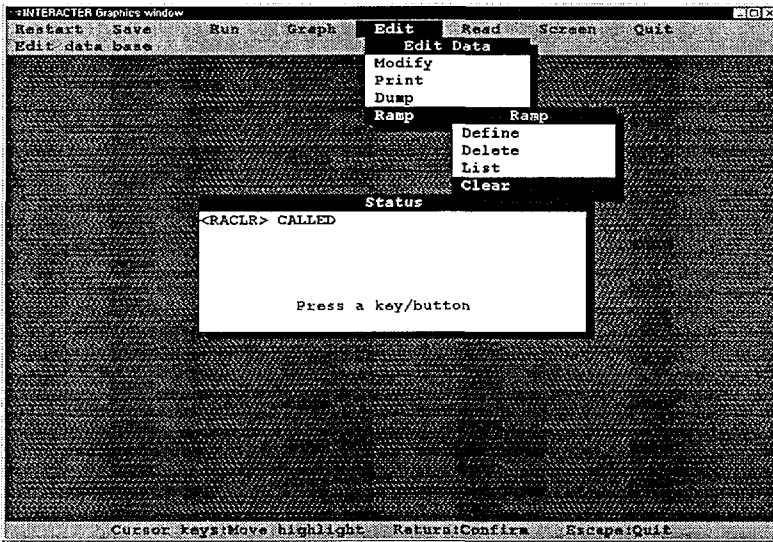 INTERACTER Graphics window
Restart Save Run Graph Edit Read Screen Quit
Edit data base
Edit Data
Modify
Print
Dump
Ramp
Ramp
Define
Delete
List
Clear
Status
<RACLR> CALLED
Press a key/button
Cursor keys:Move highlight Return:Confirm Escape:Quit